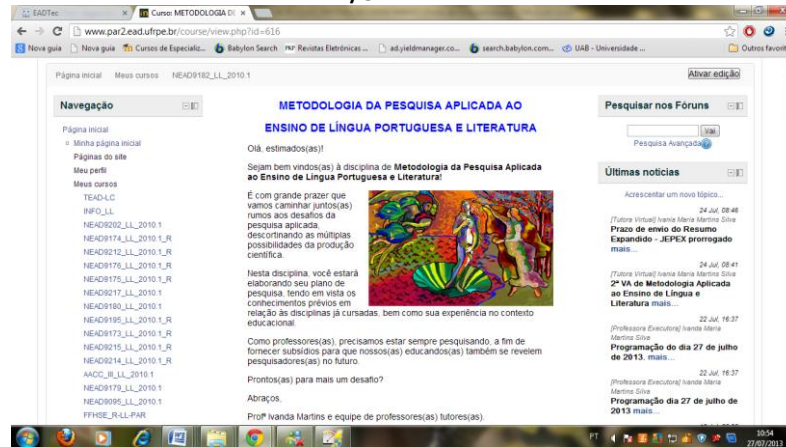 EADTec
Curso: METODOLOGIA DE
www.par2.ead.ufrpe.br/course/view.php?id=616
Nova guia
Nova guia
Cursos de Especializ...
Babylon Search
Revistas Eletrônicas ...
ad.yieldmanager.co...
search.babylon.com...
UAB - Universidade ...
Outros favorit
Página inicial Meus cursos NEAD9182_LL_2010.1
Ativar edição
Navegação
Página inicial
Minha página inicial
Páginas do site
Meu perfil
Meus cursos
TEAD-LC
INFO_LL
NEAD9202_LL_2010.1
NEAD9174_LL_2010.1_R
NEAD9212_LL_2010.1_R
NEAD9176_LL_2010.1_R
NEAD9175_LL_2010.1_R
NEAD9217_LL_2010.1
NEAD9180_LL_2010.1
NEAD9195_LL_2010.1_R
NEAD9173_LL_2010.1_R
NEAD9215_LL_2010.1_R
NEAD9214_LL_2010.1_R
AACC_III_LL_2010.1
NEAD9179_LL_2010.1
NEAD9095_LL_2010.1
FFHSE_R-LL-PAR
METODOLOGIA DA PESQUISA APLICADA AO
ENSINO DE LÍNGUA PORTUGUESA E LITERATURA
Olá, estimados(as)!
Sejam bem vindos(as) à disciplina de Metodologia da Pesquisa Aplicada
ao Ensino de Língua Portuguesa e Literatura!
É com grande prazer que
vamos caminhar juntos(as)
rumos aos desafios da
pesquisa aplicada,
descortinando as múltiplas
possibilidades da produção
científica.
Nesta disciplina, você estará
elaborando seu plano de
pesquisa, tendo em vista os
conhecimentos prévios em
relação às disciplinas já cursadas, bem como sua experiência no contexto
educacional.
Como professores(as), precisamos estar sempre pesquisando, a fim de
fornecer subsídios para que nossos(as) educandos(as) também se revelem
pesquisadores(as) no futuro.
Prontos(as) para mais um desafio?
Abraços,
Profª Ivanda Martins e equipe de professores(as) tutores(as).
Pesquisar nos Fóruns
Vai
Pesquisa Avançada
Últimas notícias
Acrescentar um novo tópico...
24 Jul, 08:46
[Tutora Virtual] Ivania Maria Martins Silva
Prazo de envio do Resumo
Expandido - JEPEX prorrogado
mais...
24 Jul, 08:41
[Tutora Virtual] Ivania Maria Martins Silva
2ª VA de Metodologia Aplicada
ao Ensino de Língua e
Literatura mais...
22 Jul, 16:37
[Professora Executora] Ivanda Maria
Martins Silva
Programação do dia 27 de julho
de 2013. mais...
22 Jul, 16:37
[Professora Executora] Ivanda Maria
Martins Silva
Programação dia 27 de julho de
2013 mais...
PT
10:54
27/07/2013